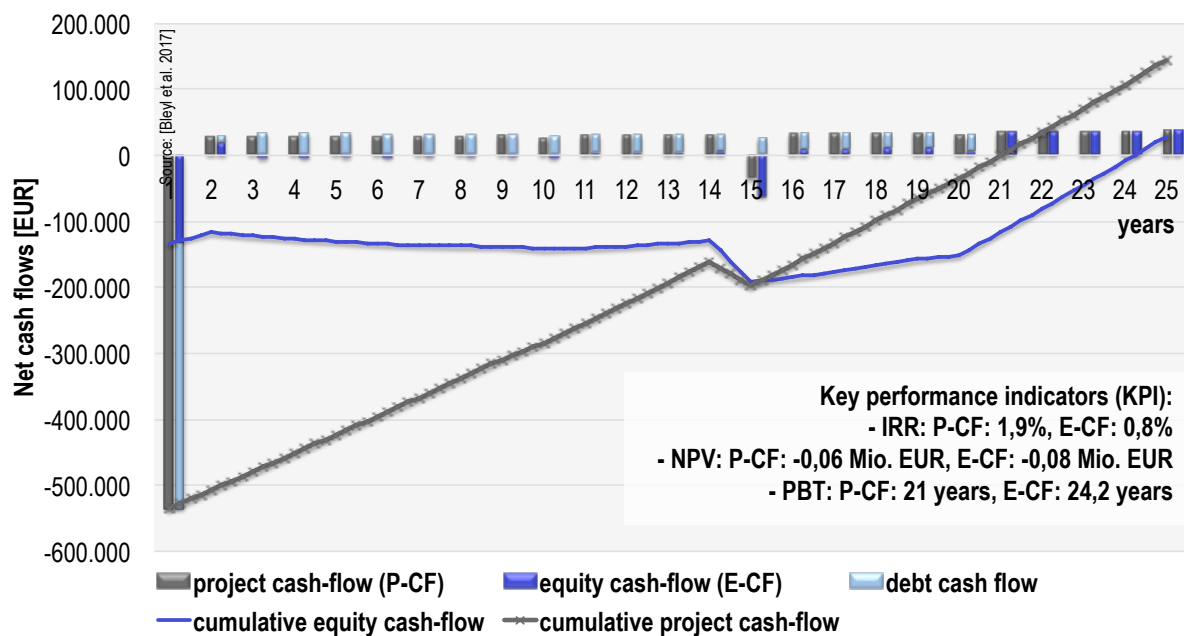 200.000
100.000
0
-100.000
-200.000
-300.000
-400.000
-500.000
-600.000
Net cash flows [EUR]
Source: [Bleyl et al. 2017]
1 2 3 4 5 6 7 8 9 10 11 12 13 14 15 16 17 18 19 20 21 22 23 24 25
years
Key performance indicators (KPI):
- IRR: P-CF: 1,9%, E-CF: 0,8%
- NPV: P-CF: -0,06 Mio. EUR, E-CF: -0,08 Mio. EUR
- PBT: P-CF: 21 years, E-CF: 24,2 years
project cash-flow (P-CF) equity cash-flow (E-CF) debt cash flow
cumulative equity cash-flow cumulative project cash-flow